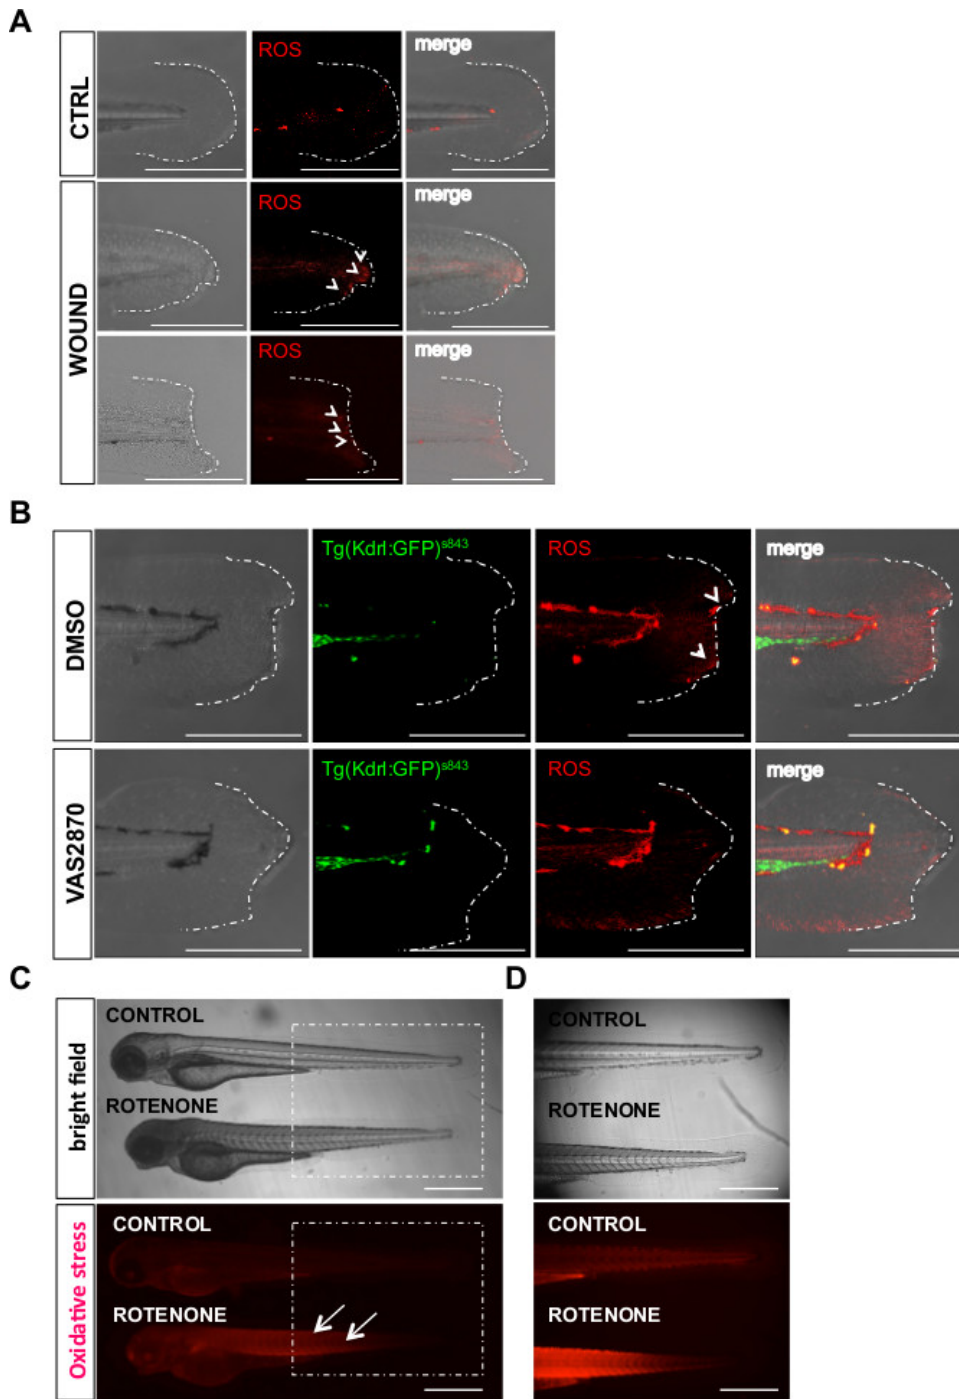 A
CTRL
ROS
merge
WOUND
ROS
merge
ROS
merge
B
DMSO
Tg(Kdrl:GFP)s843
ROS
merge
VAS2870
Tg(Kdrl:GFP)s843
ROS
merge
C
bright field
CONTROL
ROTENONE
D
CONTROL
ROTENONE
Oxidative stress
CONTROL
ROTENONE
CONTROL
ROTENONE